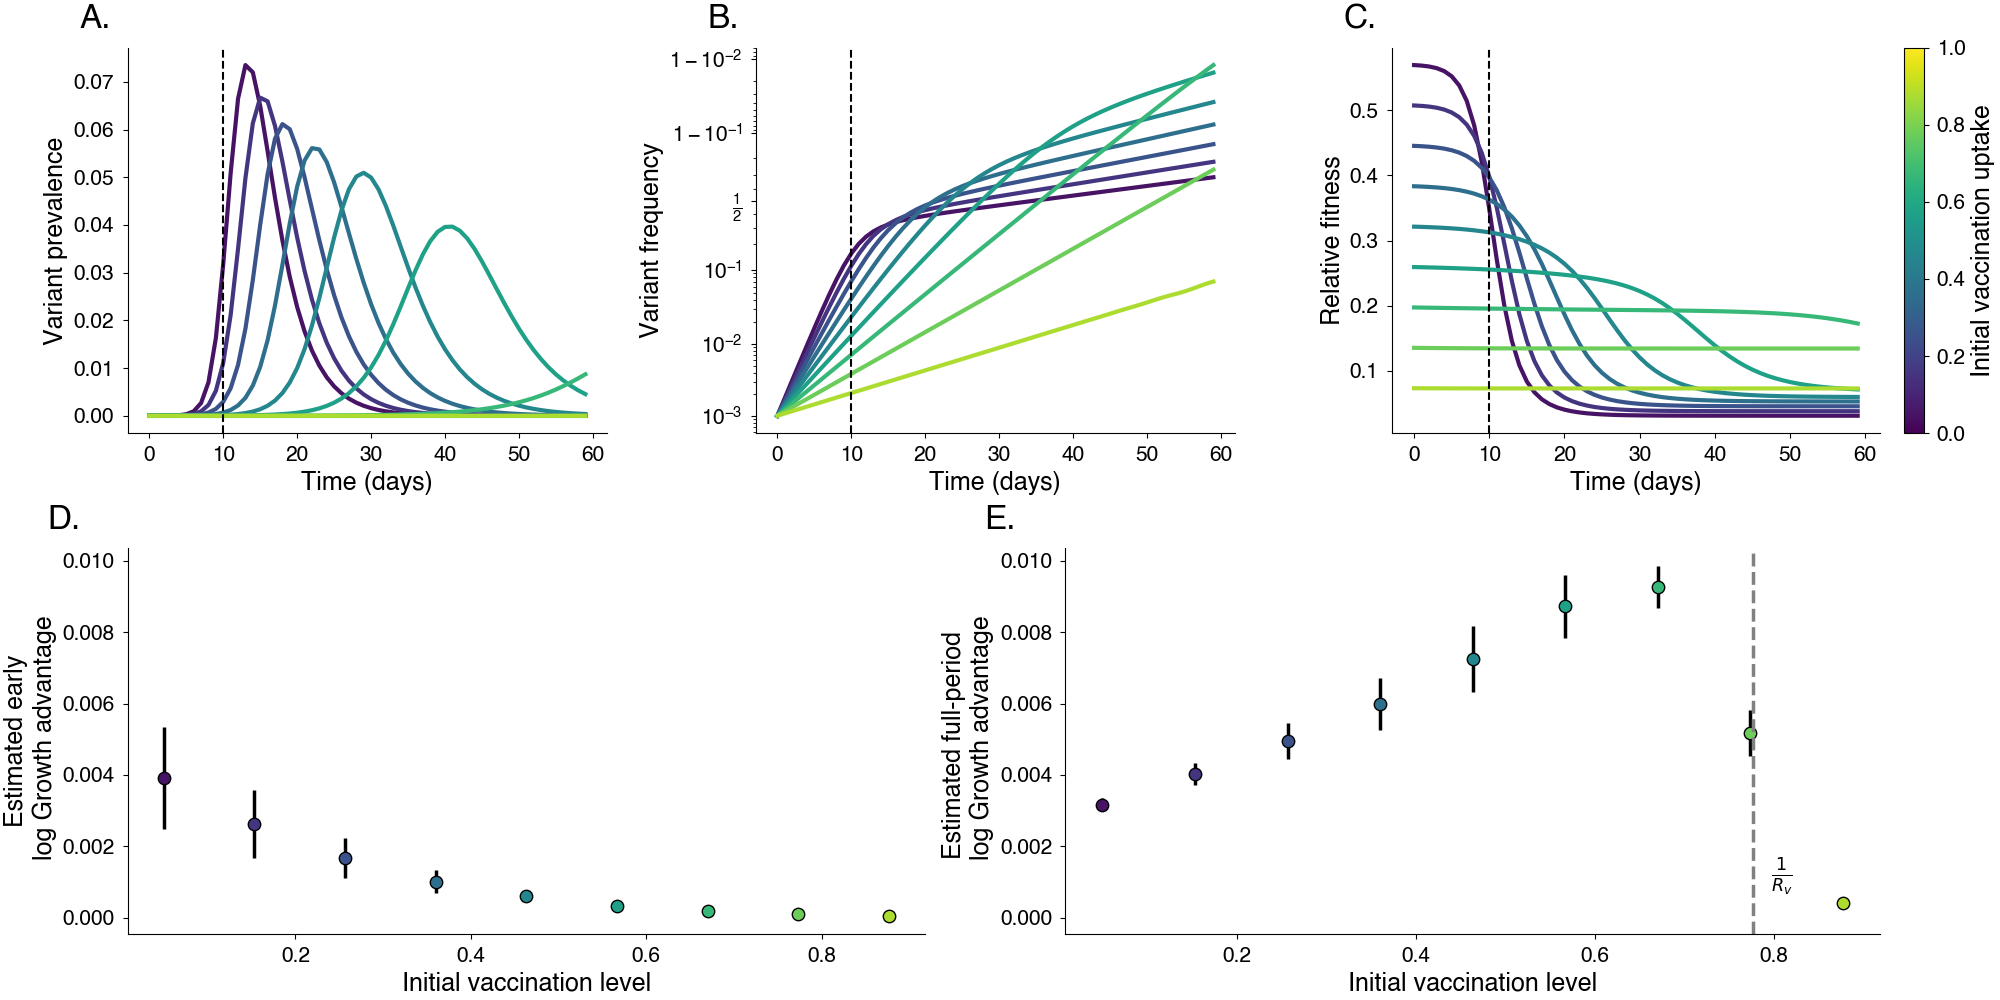 A.
Variant prevalence
0.07
0.06
0.05
0.04
0.03
0.02
0.01
0.00
0 10 20 30 40 50 60
Time (days)
B.
Variant frequency
1 − 10⁻²
1 − 10⁻¹
1/2
10⁻¹
10⁻²
10⁻³
0 10 20 30 40 50 60
Time (days)
C.
Relative fitness
0.5
0.4
0.3
0.2
0.1
0 10 20 30 40 50 60
Time (days)
1.0
0.8
0.6
0.4
0.2
0.0
Initial vaccination uptake
D.
Estimated early
log Growth advantage
0.010
0.008
0.006
0.004
0.002
0.000
0.2 0.4 0.6 0.8
Initial vaccination level
E.
Estimated full-period
log Growth advantage
0.010
0.008
0.006
0.004
0.002
0.000
1/Rᵥ
0.2 0.4 0.6 0.8
Initial vaccination level